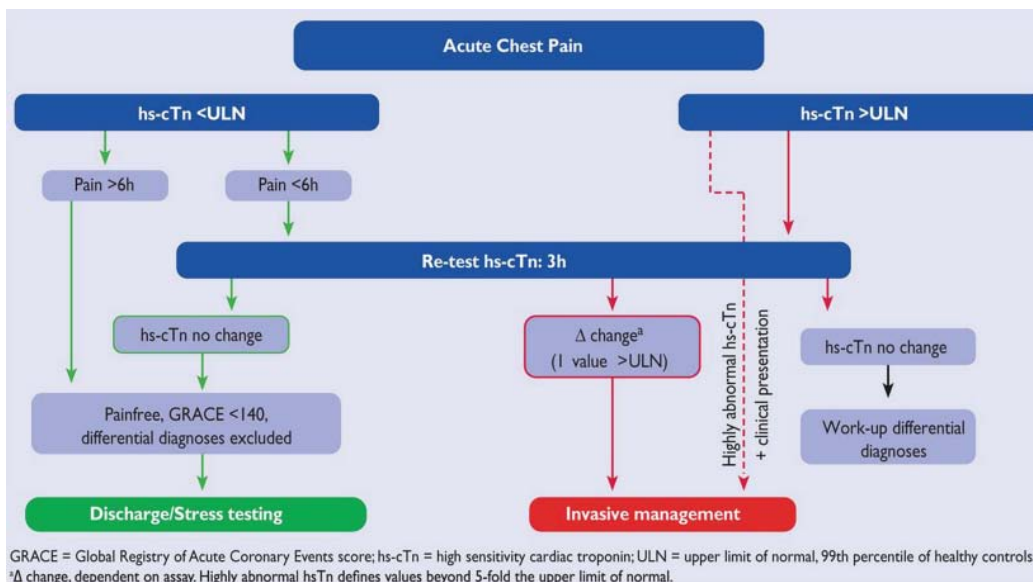 Acute Chest Pain
hs-cTn <ULN
hs-cTn >ULN
Pain >6h
Pain <6h
Re-test hs-cTn: 3h
hs-cTn no change
Δ changeᵃ
(1 value >ULN)
Highly abnormal hs-cTn
+ clinical presentation
hs-cTn no change
Painfree, GRACE <140,
differential diagnoses excluded
Work-up differential
diagnoses
Discharge/Stress testing
Invasive management
GRACE = Global Registry of Acute Coronary Events score; hs-cTn = high sensitivity cardiac troponin; ULN = upper limit of normal, 99th percentile of healthy controls
ᵃΔ change, dependent on assay. Highly abnormal hsTn defines values beyond 5-fold the upper limit of normal.